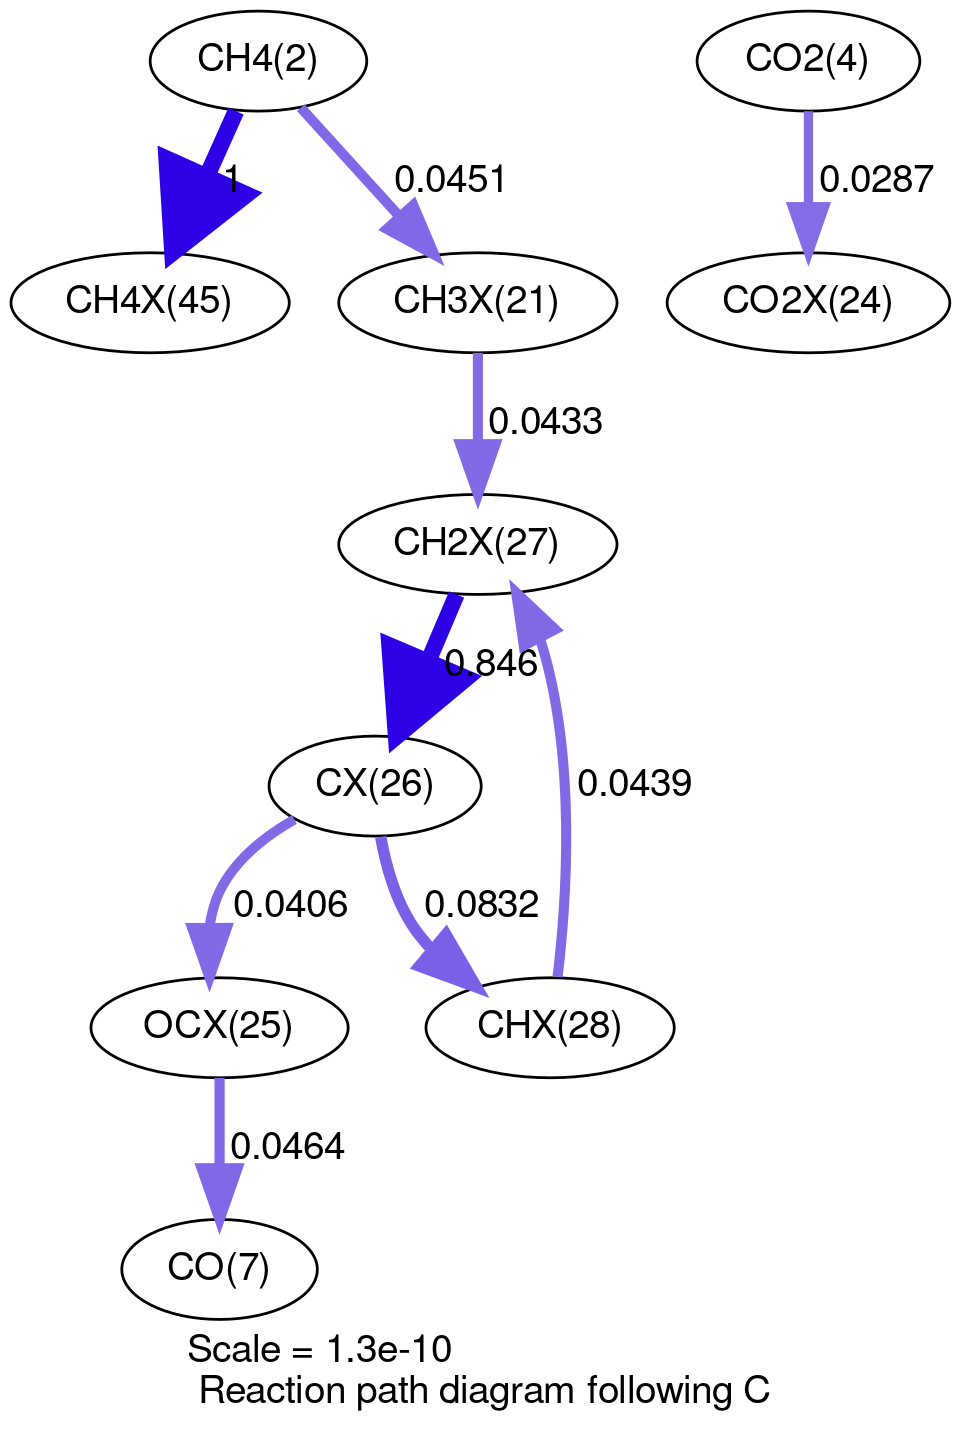 CH4(2)
CO2(4)
1
0.0451
0.0287
CH4X(45)
CH3X(21)
CO2X(24)
0.0433
CH2X(27)
0.846
CX(26)
0.0439
0.0406
0.0832
OCX(25)
CHX(28)
0.0464
CO(7)
Scale = 1.3e-10
Reaction path diagram following C